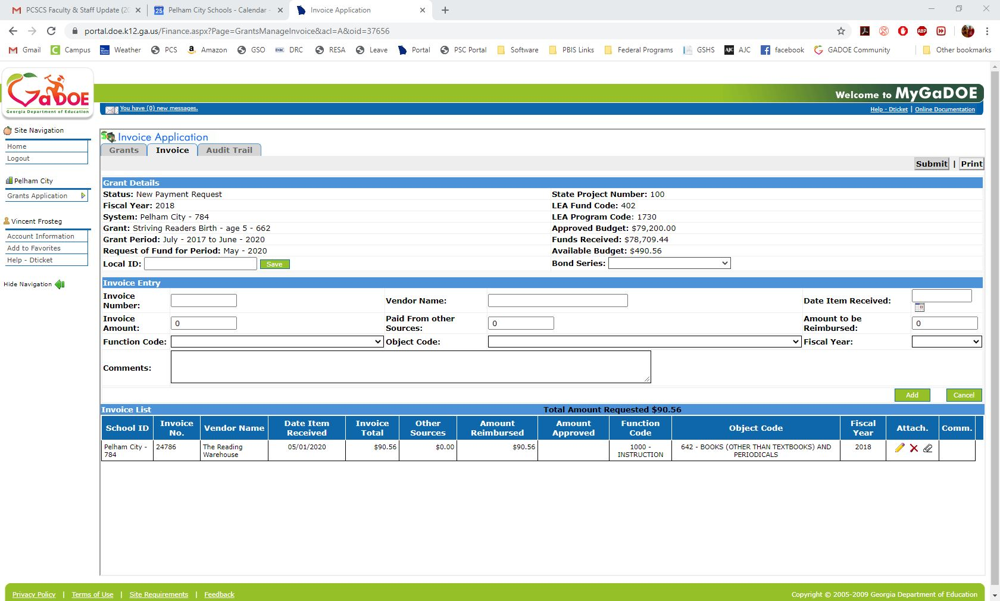 PCSCS Faculty & Staff Update (20
Pelham City Schools - Calendar -
Invoice Application
portal.doe.k12.ga.us/Finance.aspx?Page=GrantsManageInvoice&acl=A&oid=37656
Gmail Campus Weather PCS Amazon GSO DRC RESA Leave Portal PSC Portal Software PBIS Links Federal Programs GSHS AJC facebook GADOE Community Other bookmarks
GaDOE
Georgia Department of Education
Welcome to MyGaDOE
You have (0) new messages.
Help - Dticket | Online Documentation
Site Navigation
Home
Logout
Pelham City
Grants Application
Vincent Frosteg
Account Information
Add to Favorites
Help - Dticket
Hide Navigation
Invoice Application
Grants Invoice Audit Trail
Submit | Print
Grant Details
Status: New Payment Request State Project Number: 100
Fiscal Year: 2018 LEA Fund Code: 402
System: Pelham City - 784 LEA Program Code: 1730
Grant: Striving Readers Birth - age 5 - 662 Approved Budget: $79,200.00
Grant Period: July - 2017 to June - 2020 Funds Received: $78,709.44
Request of Fund for Period: May - 2020 Available Budget: $490.56
Local ID: Save Bond Series:
Invoice Entry
Invoice Number: Vendor Name: Date Item Received:
Invoice Amount: 0 Paid From other Sources: 0 Amount to be Reimbursed: 0
Function Code: Object Code: Fiscal Year:
Comments:
Add Cancel
Invoice List Total Amount Requested $90.56
School ID Invoice No. Vendor Name Date Item Received Invoice Total Other Sources Amount Reimbursed Amount Approved Function Code Object Code Fiscal Year Attach. Comm.
Pelham City - 784 24786 The Reading Warehouse 05/01/2020 $90.56 $0.00 $90.56 1000 - INSTRUCTION 642 - BOOKS (OTHER THAN TEXTBOOKS) AND PERIODICALS 2018
Privacy Policy | Terms of Use | Site Requirements | Feedback
Copyright © 2005-2009 Georgia Department of Education